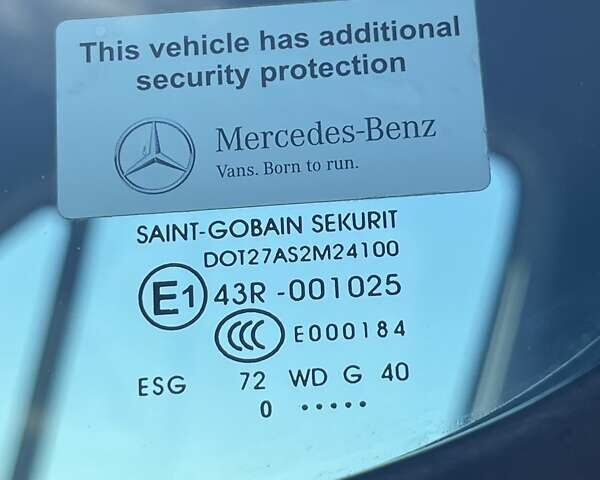 This vehicle has additional
security protection
Mercedes-Benz
Vans. Born to run.
SAINT-GOBAIN SEKURIT
DOT27AS2M24100
E1 43R -001025
CCC E000184
ESG 72 WD G 40
0 .....